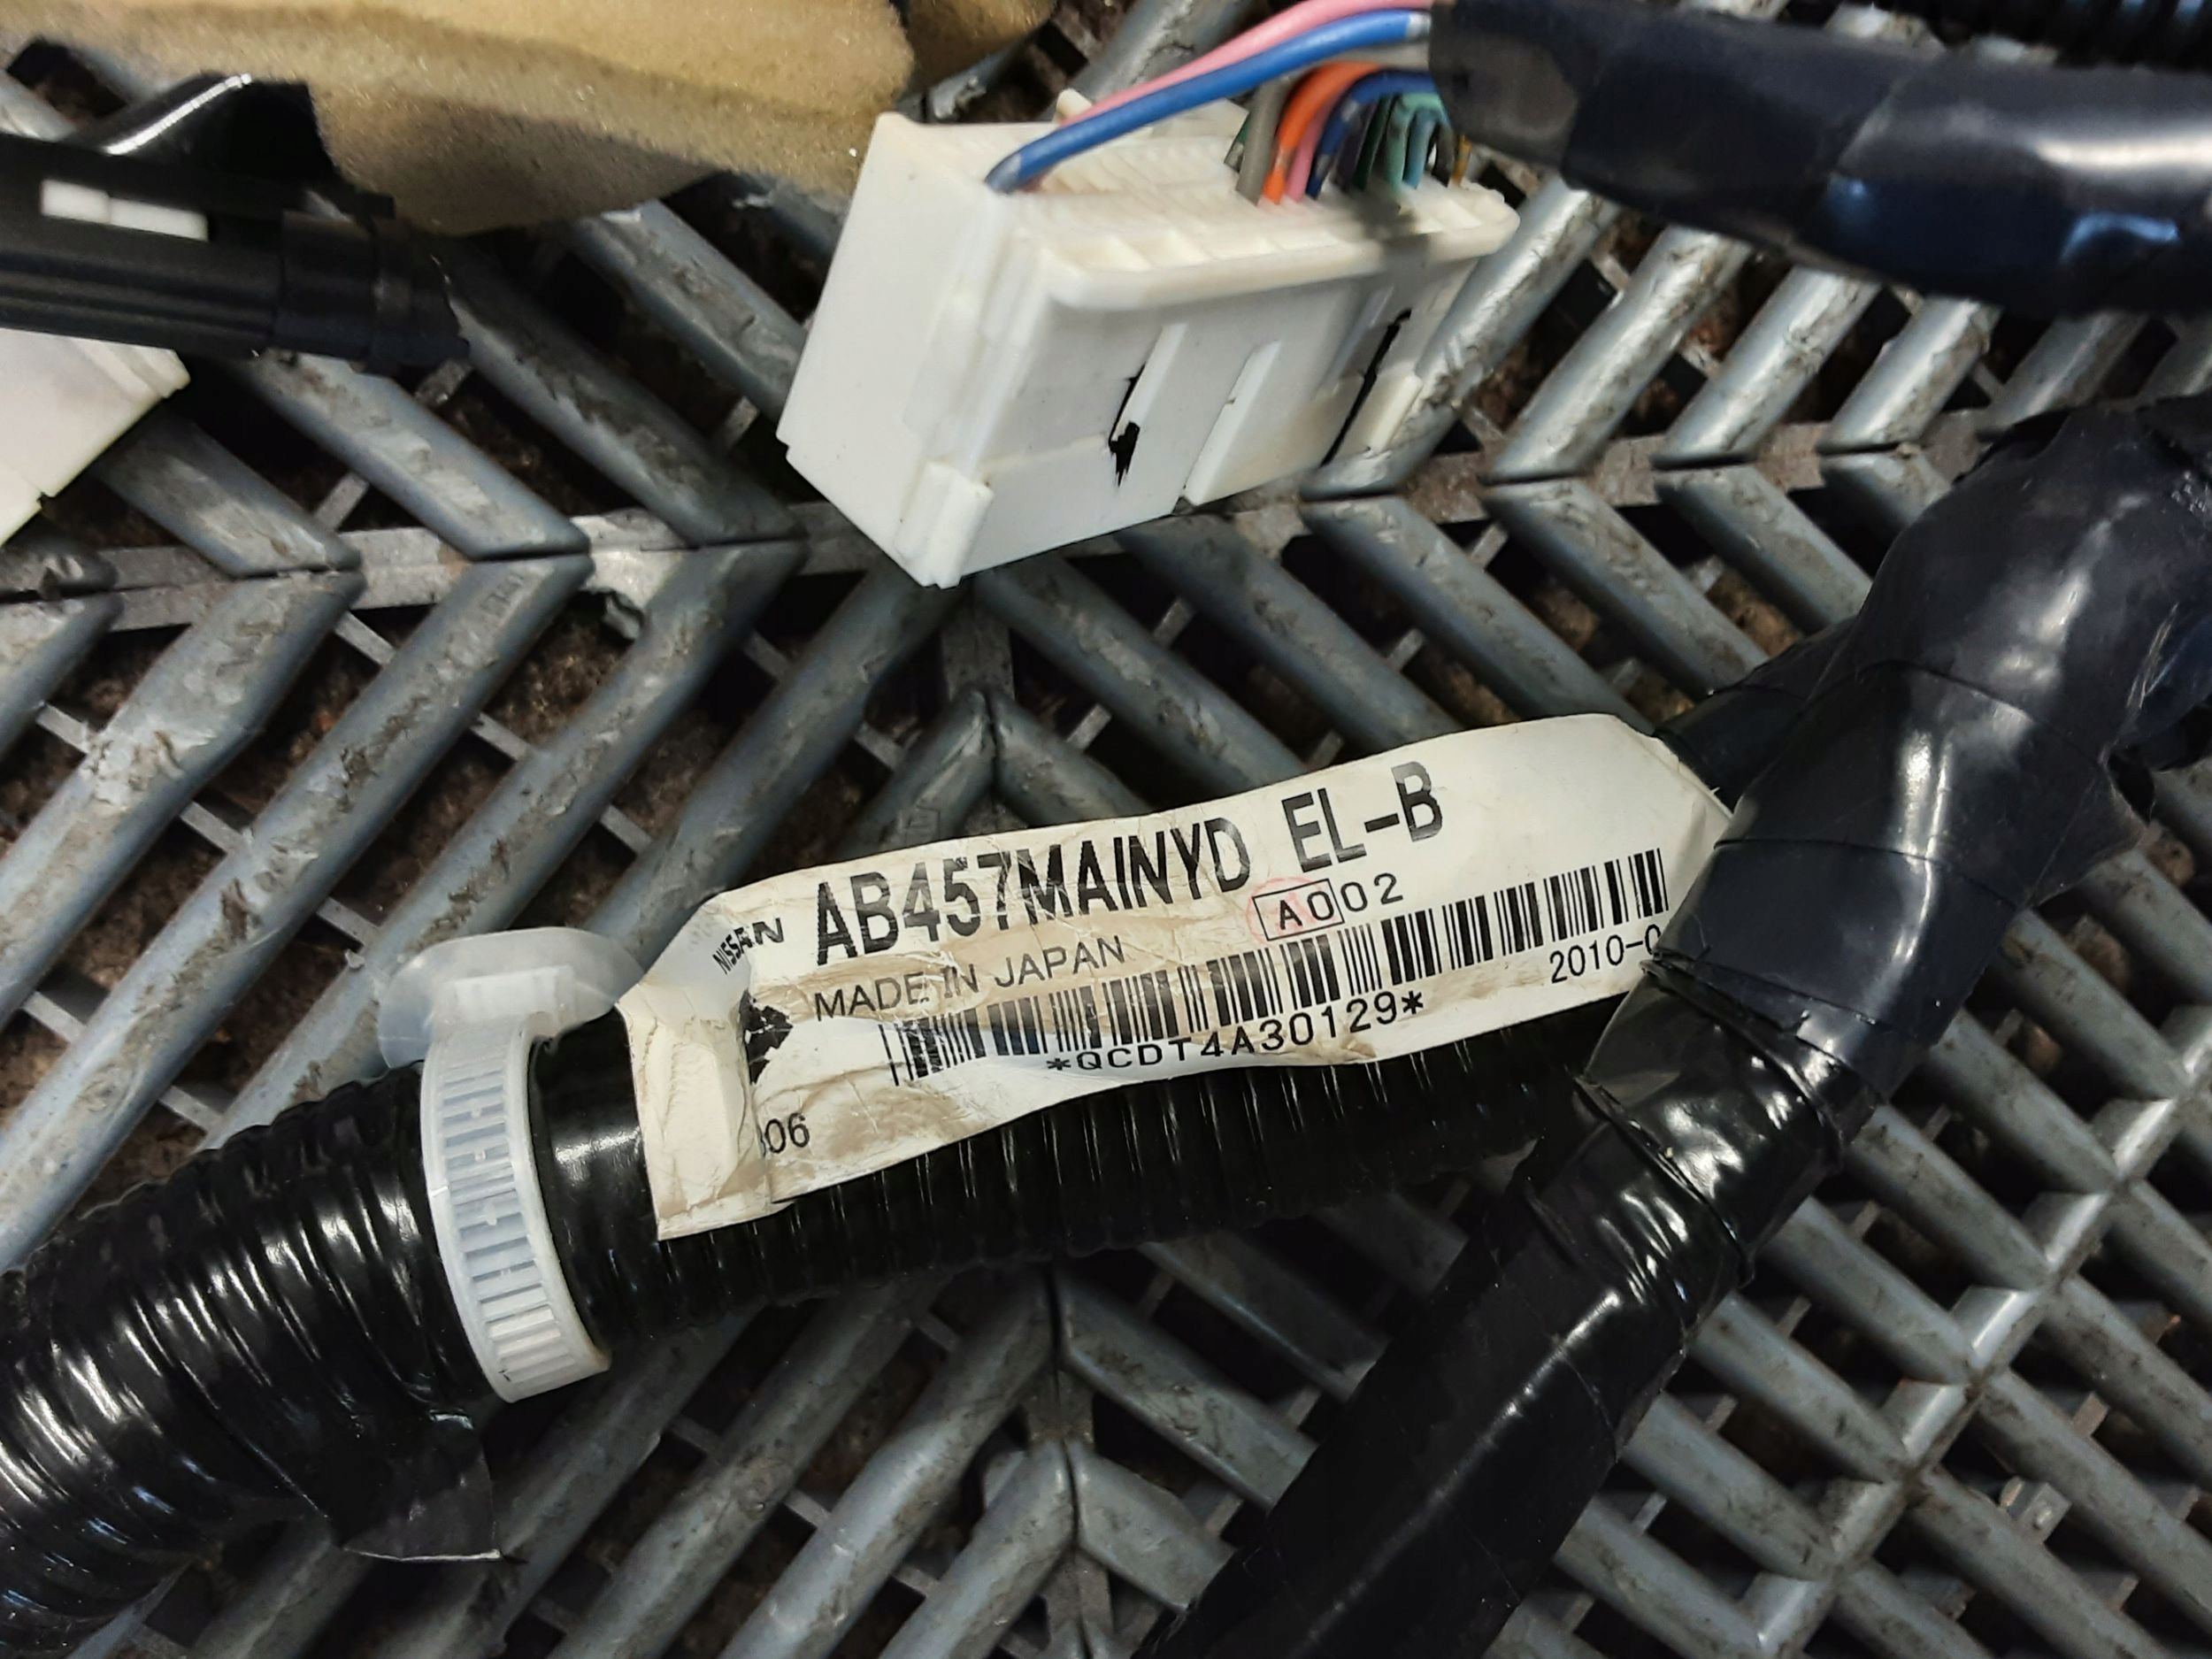 NISSAN AB457MAINYD EL-B
MADE IN JAPAN A002
*QCDT4A30129* 2010-0
06